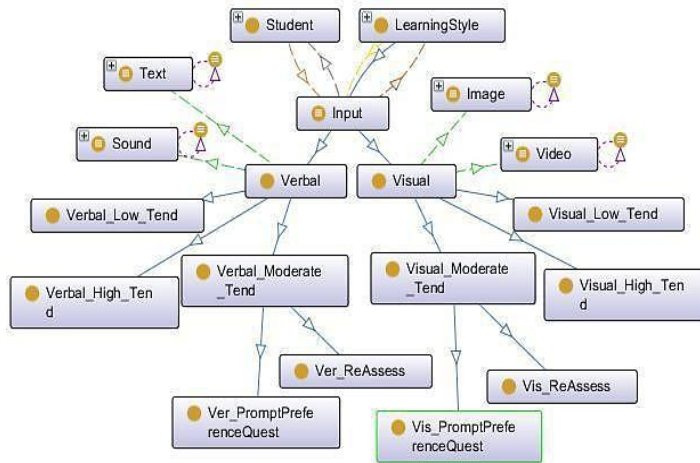 Student
LearningStyle
Text
Image
Input
Sound
Video
Verbal
Visual
Verbal_Low_Tend
Visual_Low_Tend
Verbal_Moderate
_Tend
Visual_Moderate
_Tend
Verbal_High_Ten
d
Visual_High_Ten
d
Ver_ReAssess
Vis_ReAssess
Ver_PromptPrefe
renceQuest
Vis_PromptPrefe
renceQuest